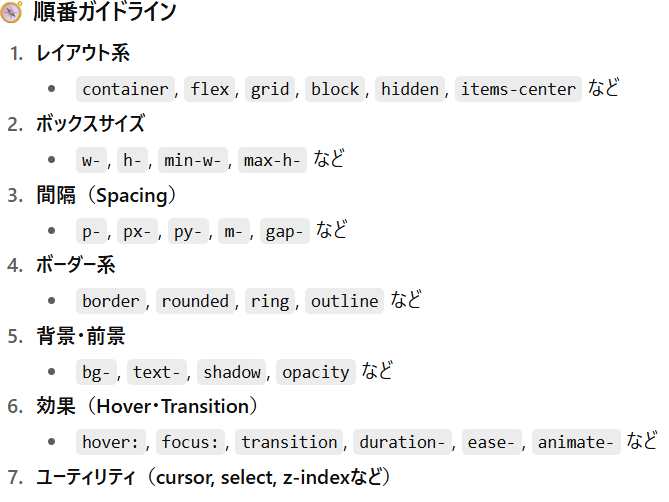 🧭 順番ガイドライン
1. レイアウト系
• container, flex, grid, block, hidden, items-center など
2. ボックスサイズ
• w-, h-, min-w-, max-h- など
3. 間隔（Spacing）
• p-, px-, py-, m-, gap- など
4. ボーダー系
• border, rounded, ring, outline など
5. 背景・前景
• bg-, text-, shadow, opacity など
6. 効果（Hover・Transition）
• hover:, focus:, transition, duration-, ease-, animate- など
7. ユーティリティ（cursor, select, z-indexなど）